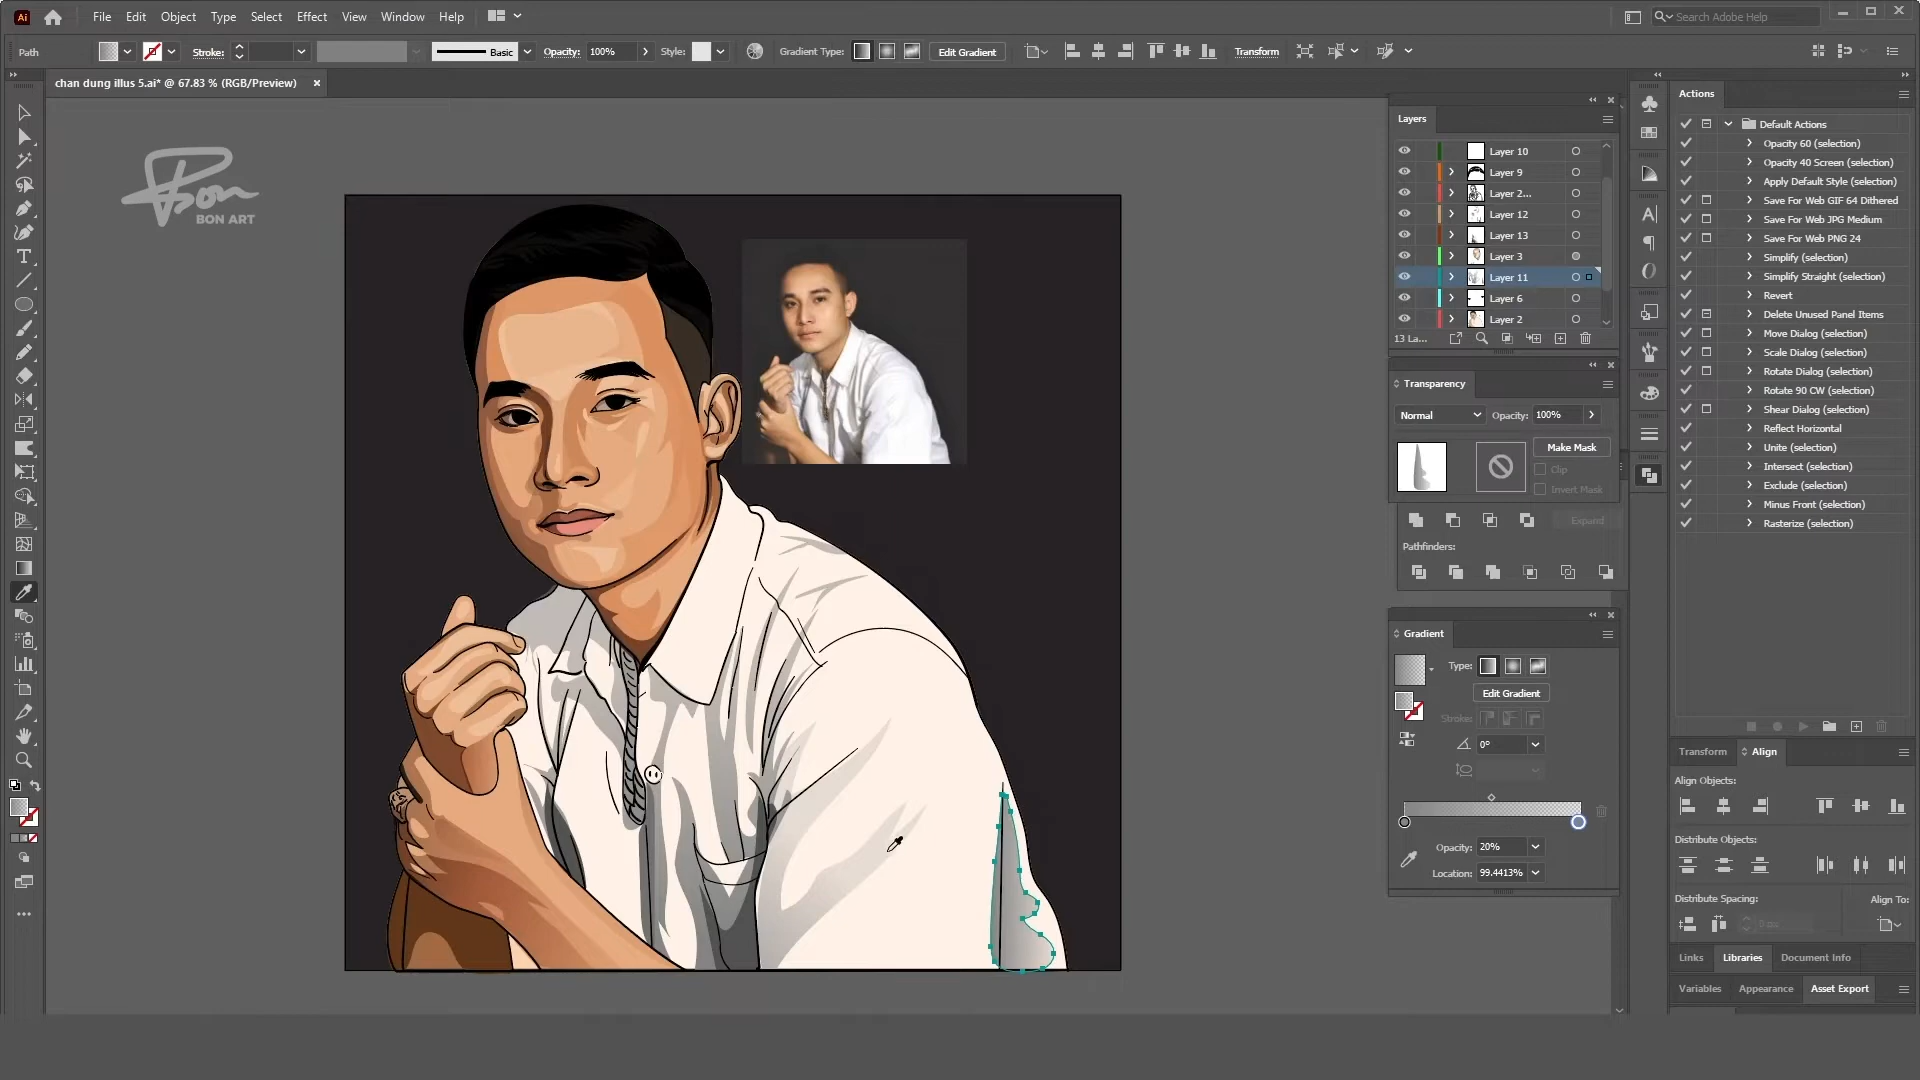 Ai File Edit Object Type Select Effect View Window Help
Search Adobe Help
Path Stroke: Basic Opacity: 100% Style: Gradient Type: Edit Gradient Transform
chan dung illus 5.ai* @ 67.83 % (RGB/Preview)
Bon
BON ART
Layers
Layer 10
Layer 9
Layer 2...
Layer 12
Layer 13
Layer 3
Layer 11
Layer 6
Layer 2
13 La...
Transparency
Normal Opacity: 100%
Make Mask
Clip
Invert Mask
Expand
Pathfinders:
Gradient
Type:
Edit Gradient
Stroke:
0°
Opacity: 20%
Location: 99.4413%
Actions
Default Actions
Opacity 60 (selection)
Opacity 40 Screen (selection)
Apply Default Style (selection)
Save For Web GIF 64 Dithered
Save For Web JPG Medium
Save For Web PNG 24
Simplify (selection)
Simplify Straight (selection)
Revert
Delete Unused Panel Items
Move Dialog (selection)
Scale Dialog (selection)
Rotate Dialog (selection)
Rotate 90 CW (selection)
Shear Dialog (selection)
Reflect Horizontal
Unite (selection)
Intersect (selection)
Exclude (selection)
Minus Front (selection)
Rasterize (selection)
Transform Align
Align Objects:
Distribute Objects:
Distribute Spacing: Align To:
Links Libraries Document Info
Variables Appearance Asset Export